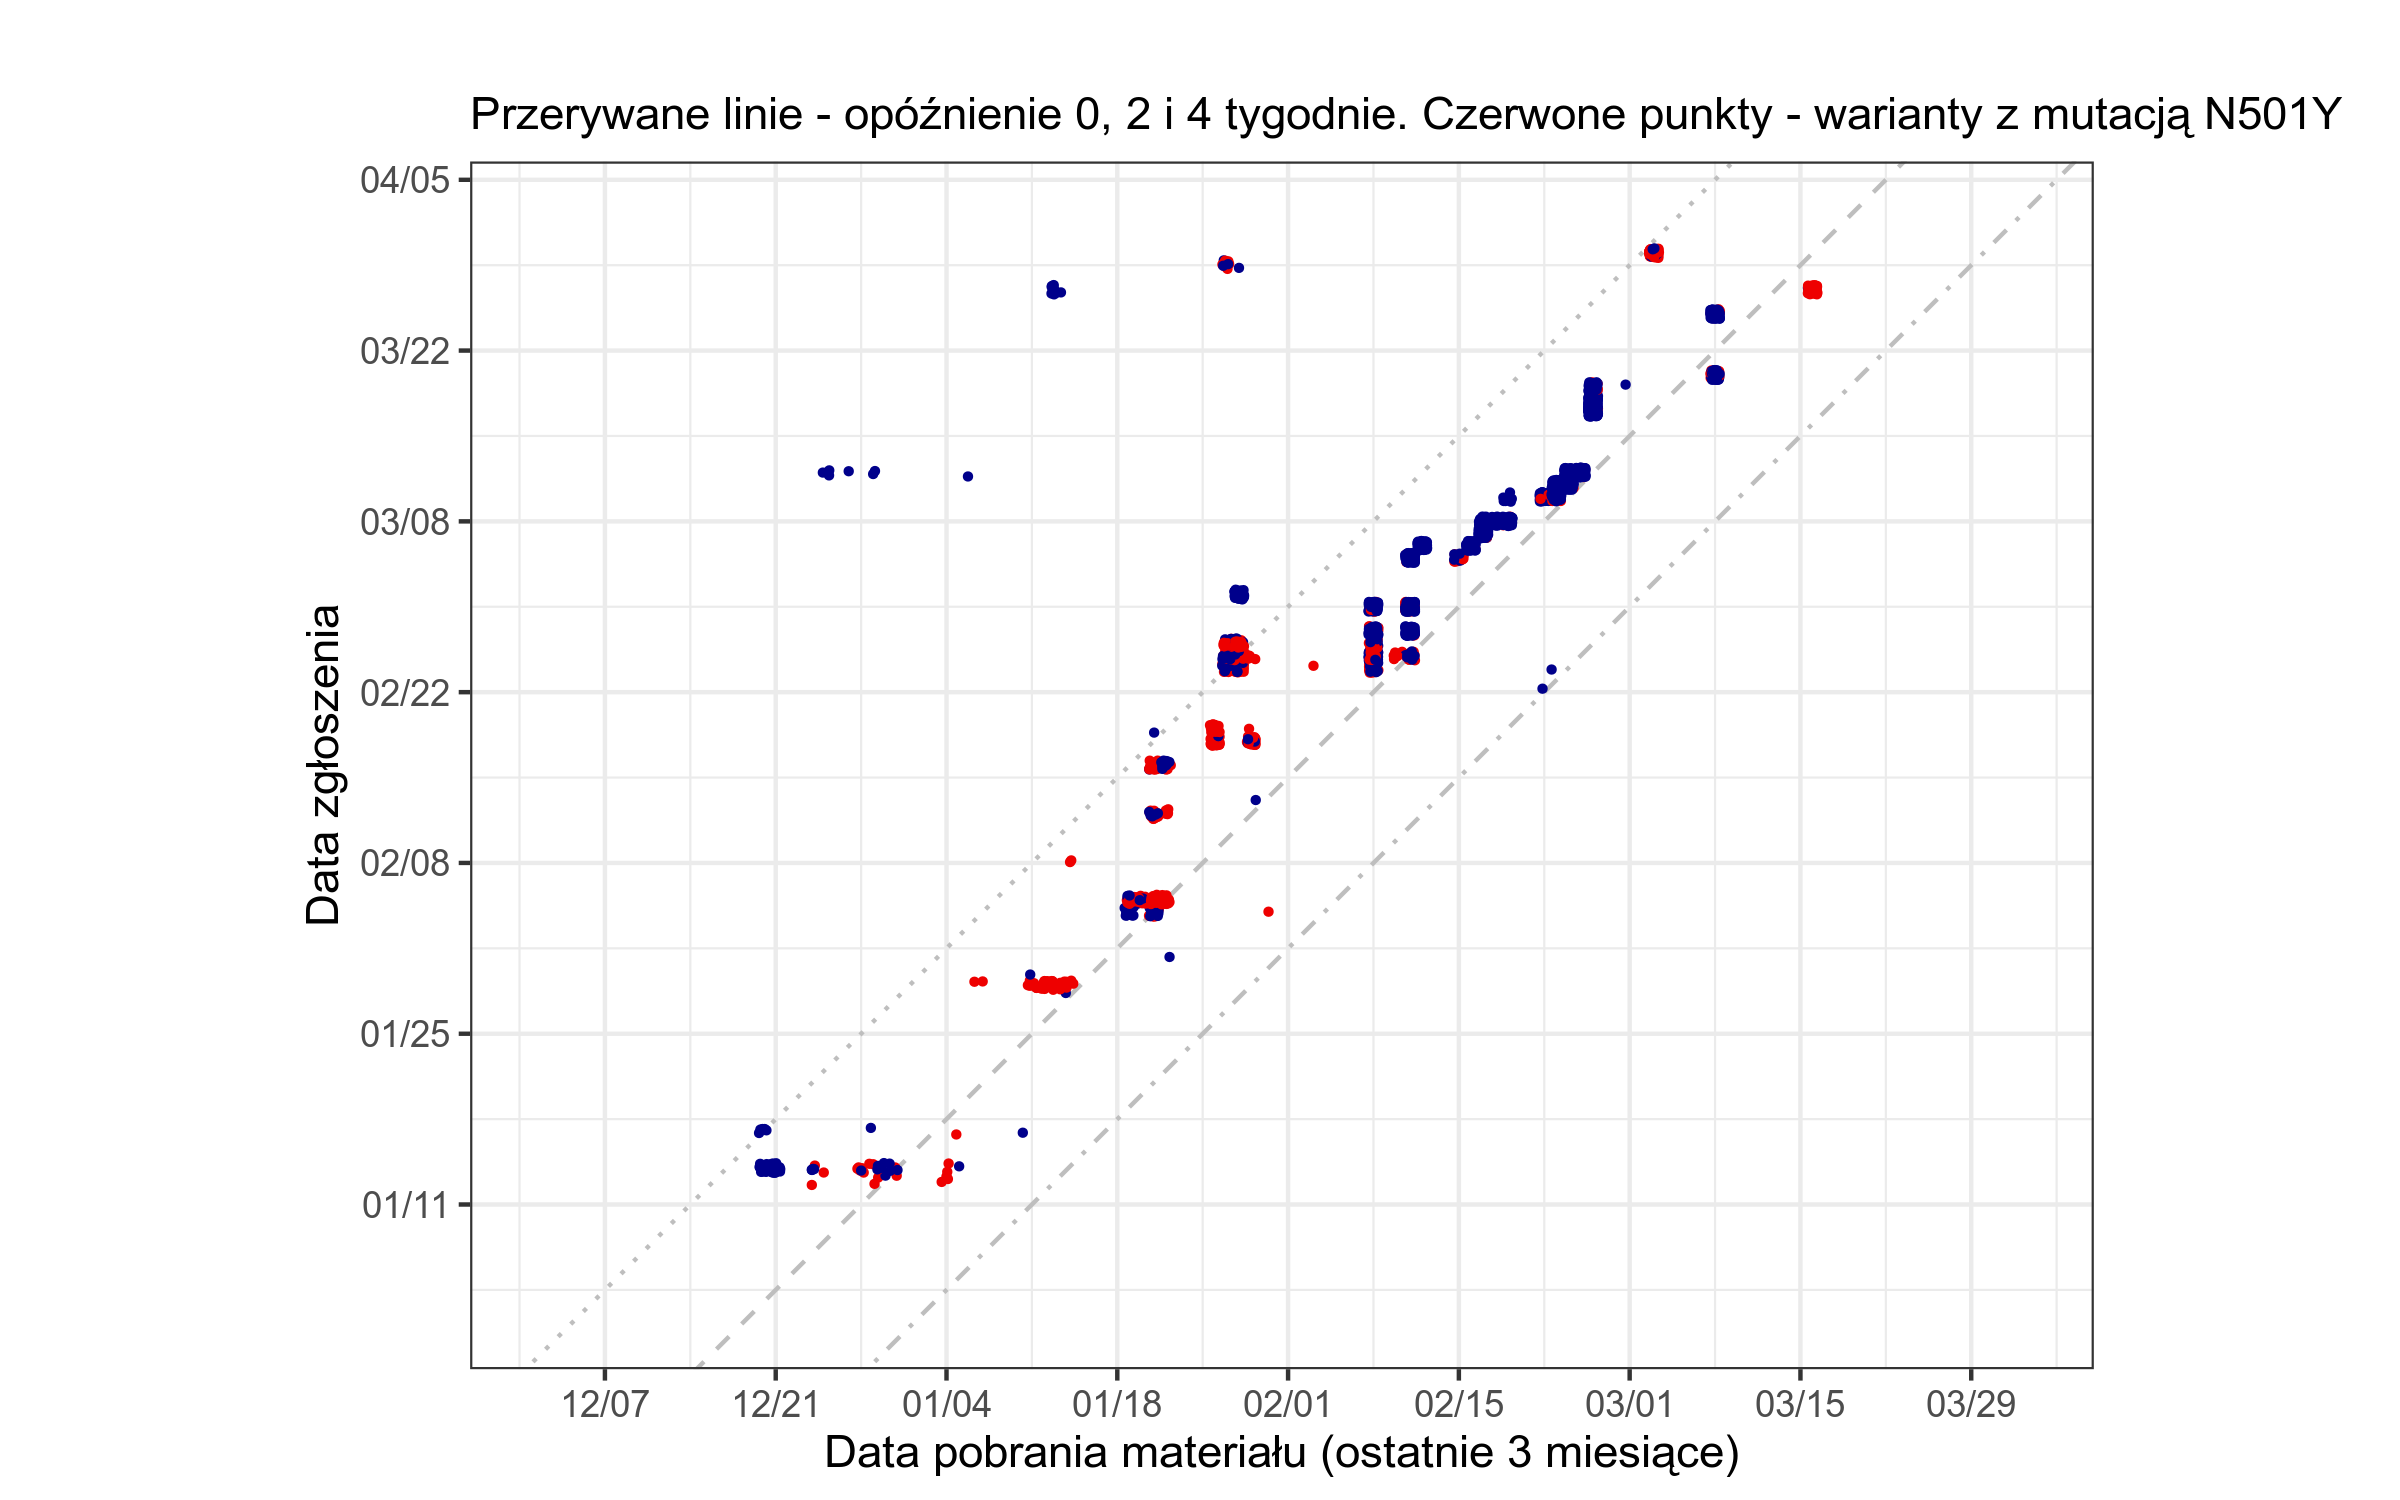 Przerywane linie - opóźnienie 0, 2 i 4 tygodnie. Czerwone punkty - warianty z mutacją N501Y
04/05
03/22
03/08
02/22
02/08
01/25
01/11
Data zgłoszenia
12/07 12/21 01/04 01/18 02/01 02/15 03/01 03/15 03/29
Data pobrania materiału (ostatnie 3 miesiące)